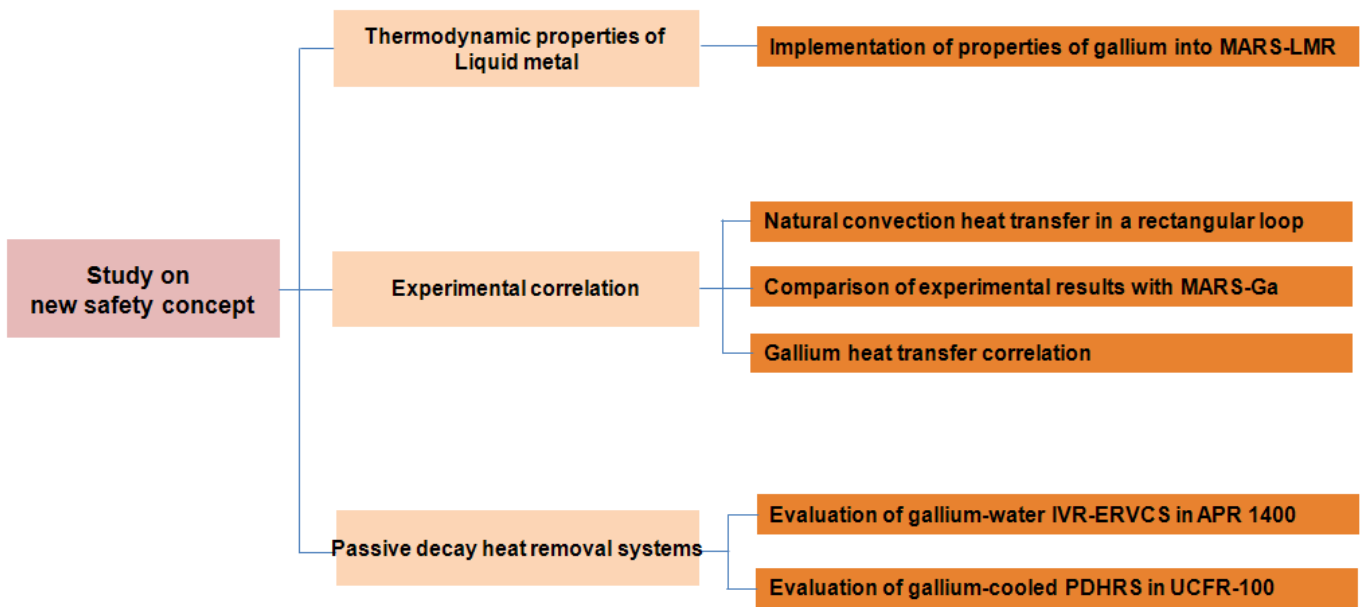 Study on
new safety concept
Thermodynamic properties of
Liquid metal
Implementation of properties of gallium into MARS-LMR
Experimental correlation
Natural convection heat transfer in a rectangular loop
Comparison of experimental results with MARS-Ga
Gallium heat transfer correlation
Passive decay heat removal systems
Evaluation of gallium-water IVR-ERVCS in APR 1400
Evaluation of gallium-cooled PDHRS in UCFR-100